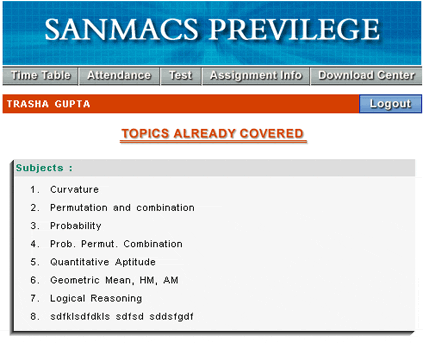 SANMACS PREVILEGE
Time Table Attendance Test Assignment Info Download Center
TRASHA GUPTA Logout
TOPICS ALREADY COVERED
Subjects :
1. Curvature
2. Permutation and combination
3. Probability
4. Prob. Permut. Combination
5. Quantitative Aptitude
6. Geometric Mean, HM, AM
7. Logical Reasoning
8. sdfklsdfdkls sdfsd sddsfgdf